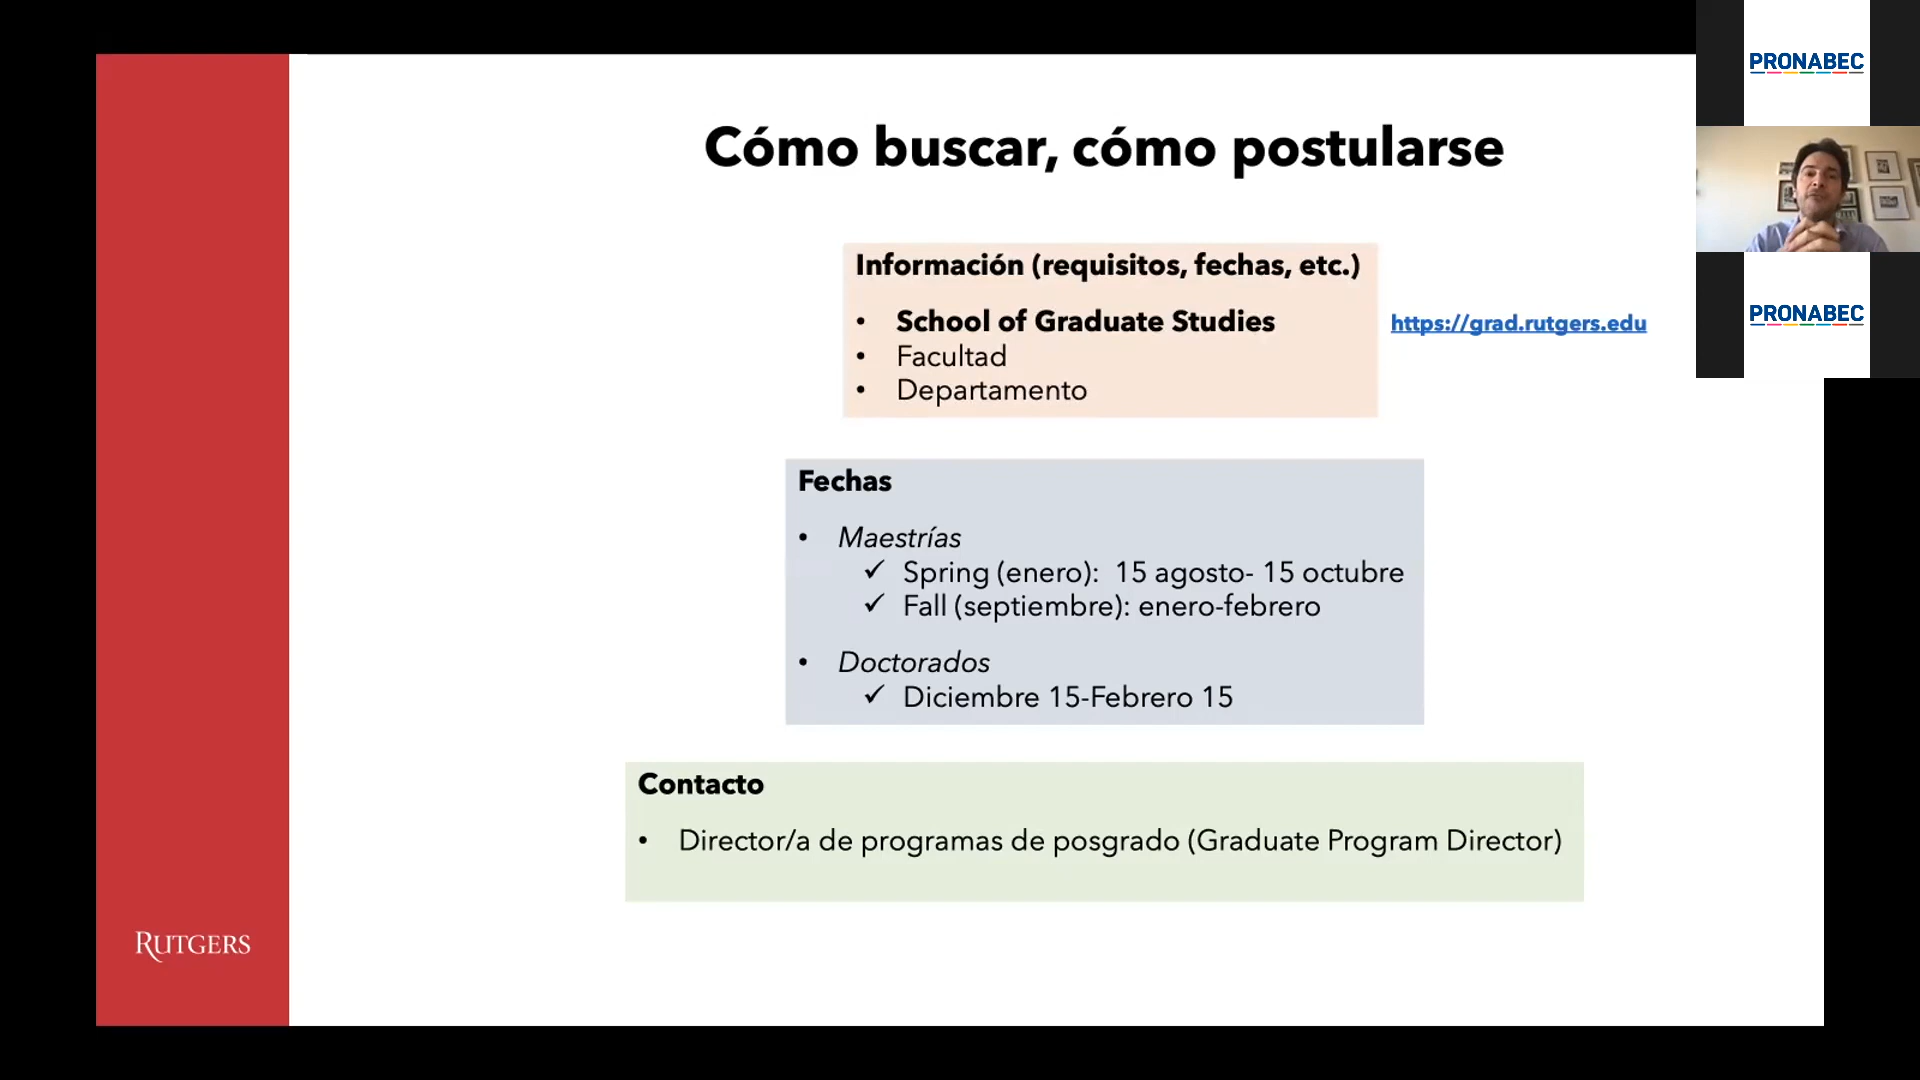 Cómo buscar, cómo postularse
PRONABEC
Información (requisitos, fechas, etc.)
• School of Graduate Studies
https://grad.rutgers.edu
• Facultad
• Departamento
PRONABEC
Fechas
• Maestrías
✓ Spring (enero): 15 agosto- 15 octubre
✓ Fall (septiembre): enero-febrero
• Doctorados
✓ Diciembre 15-Febrero 15
Contacto
• Director/a de programas de posgrado (Graduate Program Director)
RUTGERS